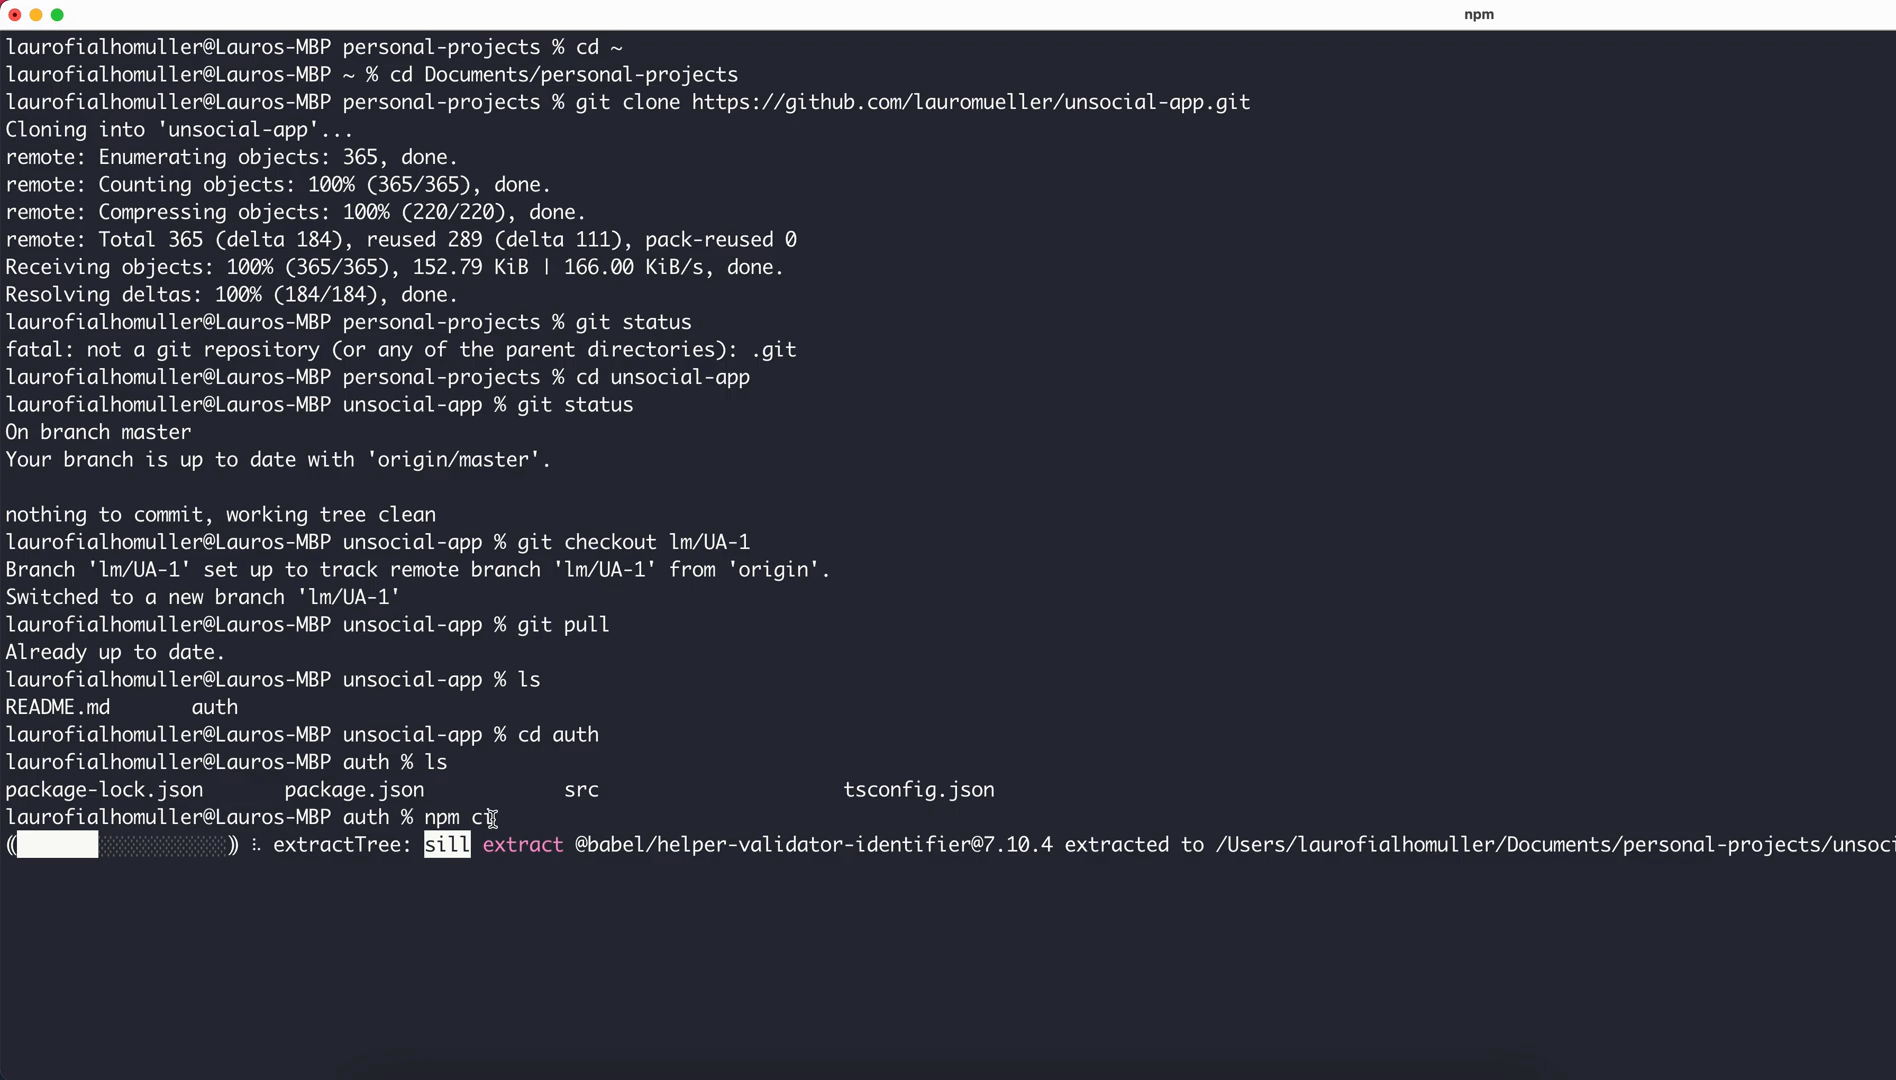 npm
laurofialhomuller@Lauros-MBP personal-projects % cd ~
laurofialhomuller@Lauros-MBP ~ % cd Documents/personal-projects
laurofialhomuller@Lauros-MBP personal-projects % git clone https://github.com/lauromueller/unsocial-app.git
Cloning into 'unsocial-app'...
remote: Enumerating objects: 365, done.
remote: Counting objects: 100% (365/365), done.
remote: Compressing objects: 100% (220/220), done.
remote: Total 365 (delta 184), reused 289 (delta 111), pack-reused 0
Receiving objects: 100% (365/365), 152.79 KiB | 166.00 KiB/s, done.
Resolving deltas: 100% (184/184), done.
laurofialhomuller@Lauros-MBP personal-projects % git status
fatal: not a git repository (or any of the parent directories): .git
laurofialhomuller@Lauros-MBP personal-projects % cd unsocial-app
laurofialhomuller@Lauros-MBP unsocial-app % git status
On branch master
Your branch is up to date with 'origin/master'.
nothing to commit, working tree clean
laurofialhomuller@Lauros-MBP unsocial-app % git checkout lm/UA-1
Branch 'lm/UA-1' set up to track remote branch 'lm/UA-1' from 'origin'.
Switched to a new branch 'lm/UA-1'
laurofialhomuller@Lauros-MBP unsocial-app % git pull
Already up to date.
laurofialhomuller@Lauros-MBP unsocial-app % ls
README.md auth
laurofialhomuller@Lauros-MBP unsocial-app % cd auth
laurofialhomuller@Lauros-MBP auth % ls
package-lock.json package.json src tsconfig.json
laurofialhomuller@Lauros-MBP auth % npm ci
extractTree: sill extract @babel/helper-validator-identifier@7.10.4 extracted to /Users/laurofialhomuller/Documents/personal-projects/unsoci